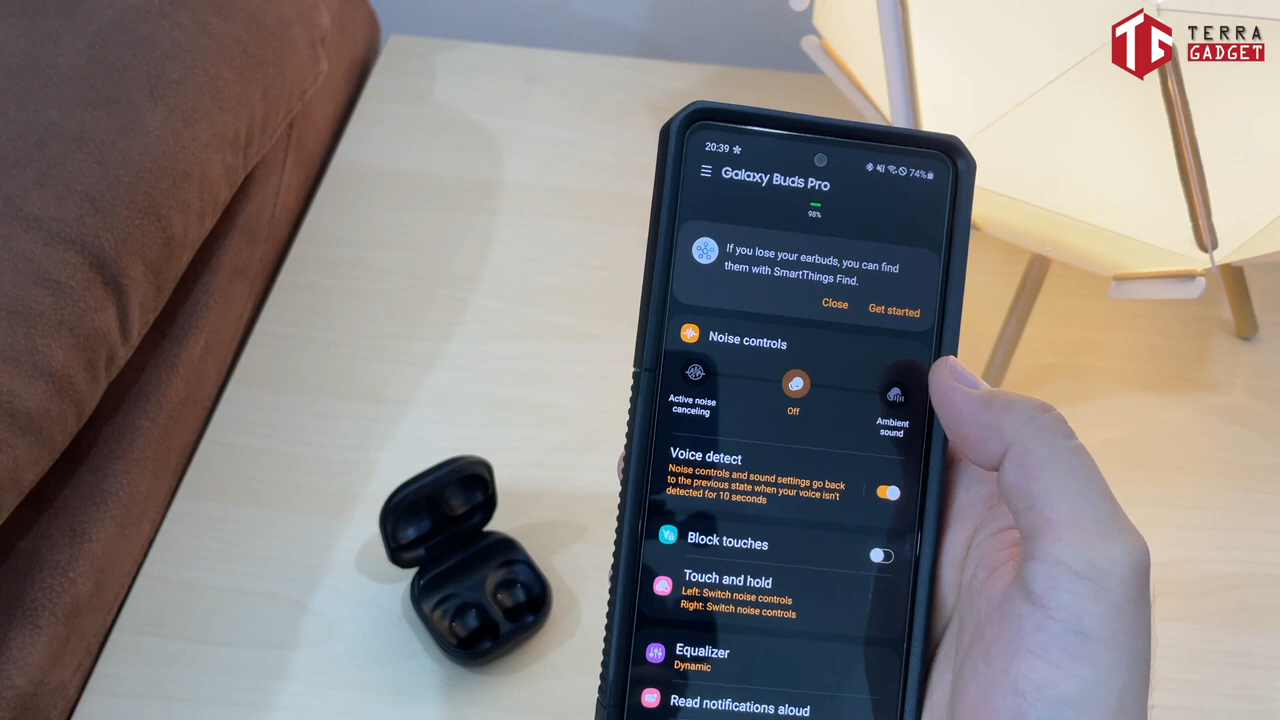 TERRA
GADGET
20:39
74%
Galaxy Buds Pro
98%
If you lose your earbuds, you can find
them with SmartThings Find.
Close
Get started
Noise controls
Active noise
canceling
Off
Ambient
sound
Voice detect
Noise controls and sound settings go back
to the previous state when your voice isn't
detected for 10 seconds
Block touches
Touch and hold
Left: Switch noise controls
Right: Switch noise controls
Equalizer
Dynamic
Read notifications aloud